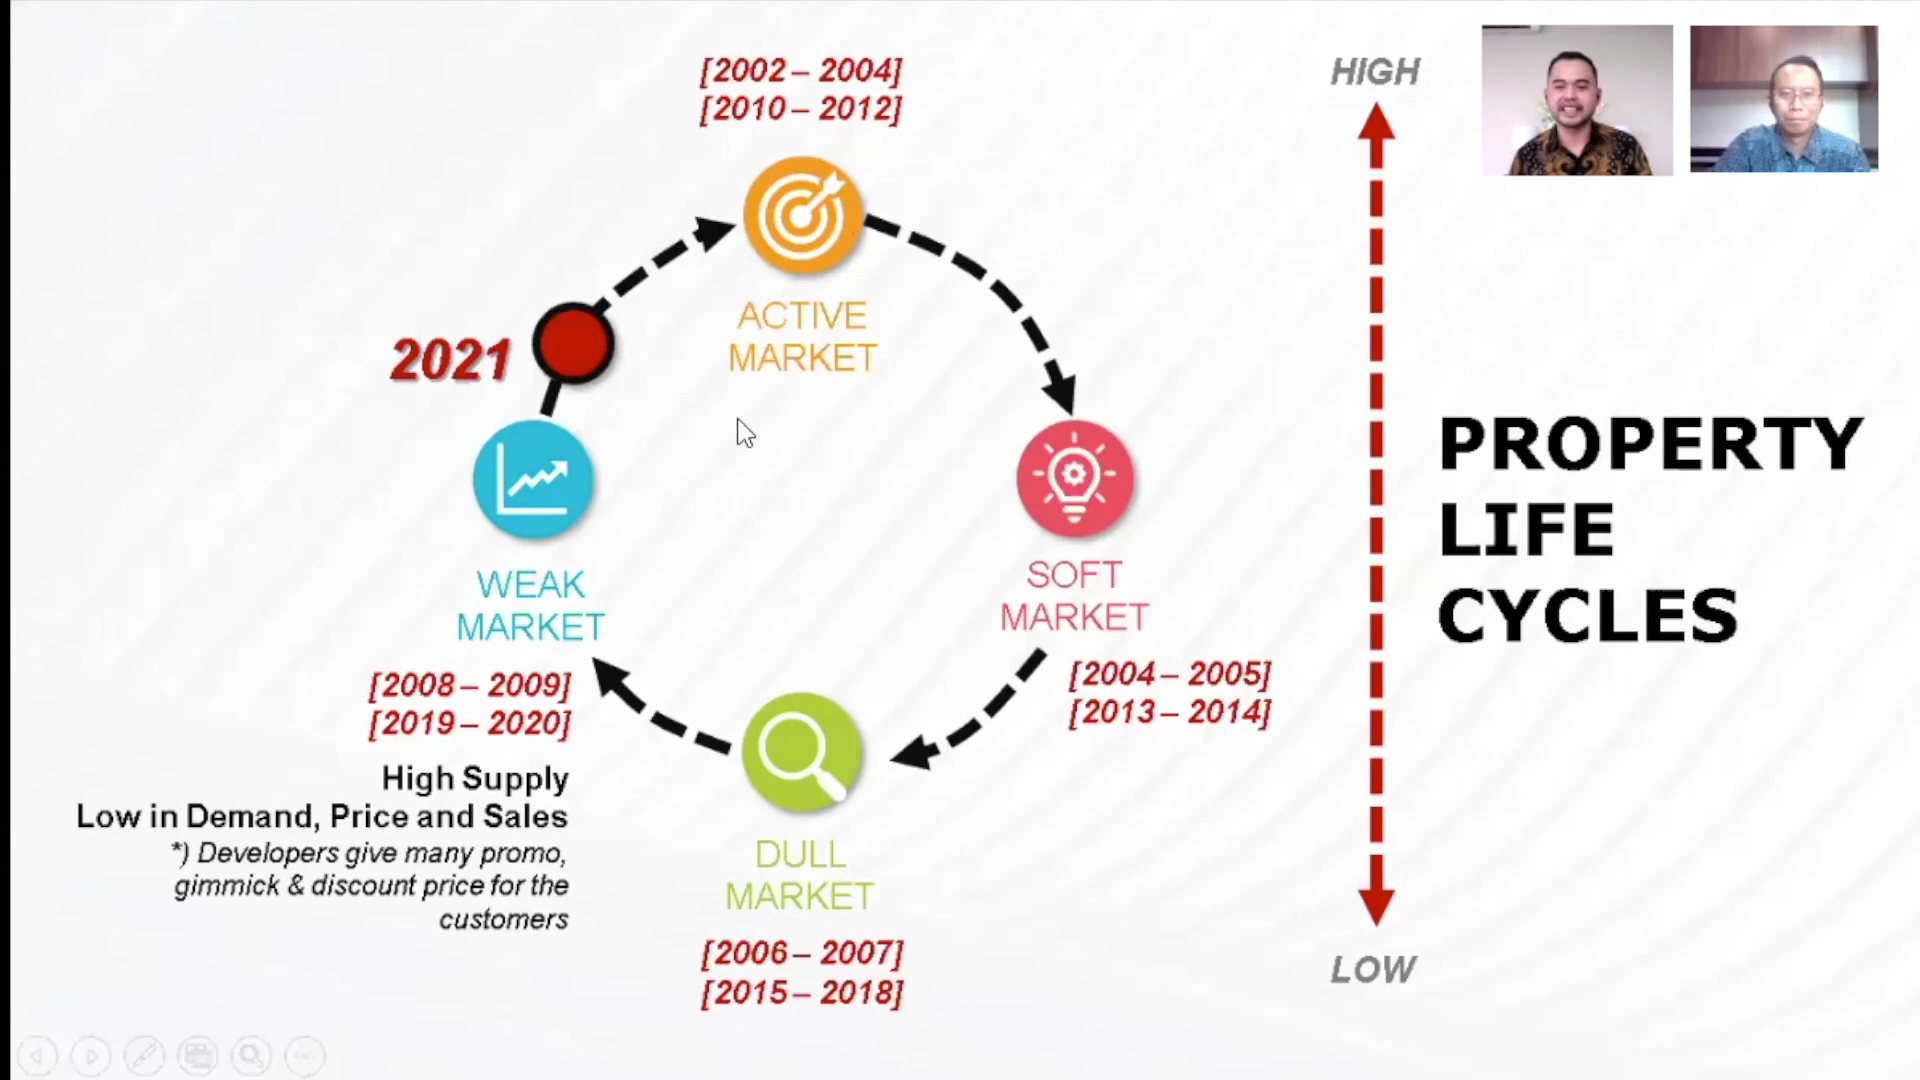 [2002 – 2004]
[2010 – 2012]
HIGH
ACTIVE
MARKET
2021
PROPERTY
LIFE
CYCLES
WEAK
MARKET
[2008 – 2009]
[2019 – 2020]
High Supply
Low in Demand, Price and Sales
*) Developers give many promo,
gimmick & discount price for the
customers
SOFT
MARKET
[2004 – 2005]
[2013 – 2014]
DULL
MARKET
[2006 – 2007]
[2015 – 2018]
LOW